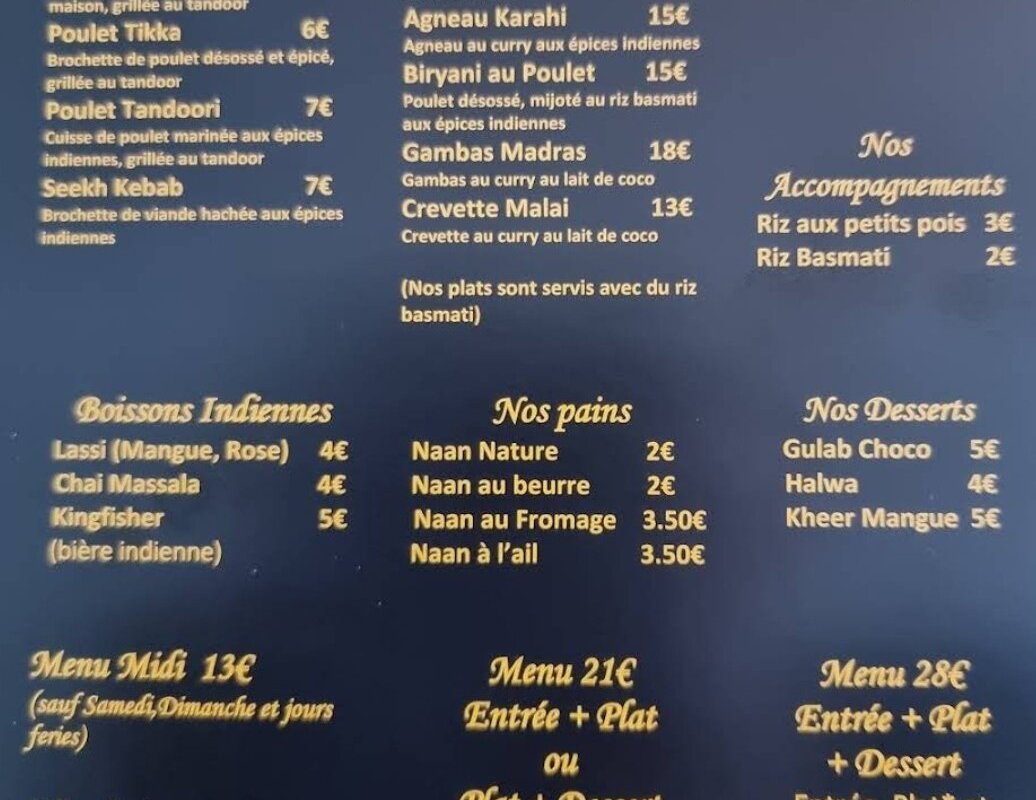 maison, grillée au tandoor
Poulet Tikka 6€
Brochette de poulet désossé et épicé,
grillée au tandoor
Poulet Tandoori 7€
Cuisse de poulet marinée aux épices
indiennes, grillée au tandoor
Seekh Kebab 7€
Brochette de viande hachée aux épices
indiennes
Agneau Karahi 15€
Agneau au curry aux épices indiennes
Biryani au Poulet 15€
Poulet désossé, mijoté au riz basmati
aux épices indiennes
Gambas Madras 18€
Gambas au curry au lait de coco
Crevette Malai 13€
Crevette au curry au lait de coco
(Nos plats sont servis avec du riz
basmati)
Nos
Accompagnements
Riz aux petits pois 3€
Riz Basmati 2€
Boissons Indiennes
Lassi (Mangue, Rose) 4€
Chai Massala 4€
Kingfisher 5€
(bière indienne)
Nos pains
Naan Nature 2€
Naan au beurre 2€
Naan au Fromage 3.50€
Naan à l'ail 3.50€
Nos Desserts
Gulab Choco 5€
Halwa 4€
Kheer Mangue 5€
Menu Midi 13€
(sauf Samedi,Dimanche et jours
feries)
Menu 21€
Entrée + Plat
ou
Plat + Dessert
Menu 28€
Entrée + Plat
+ Dessert